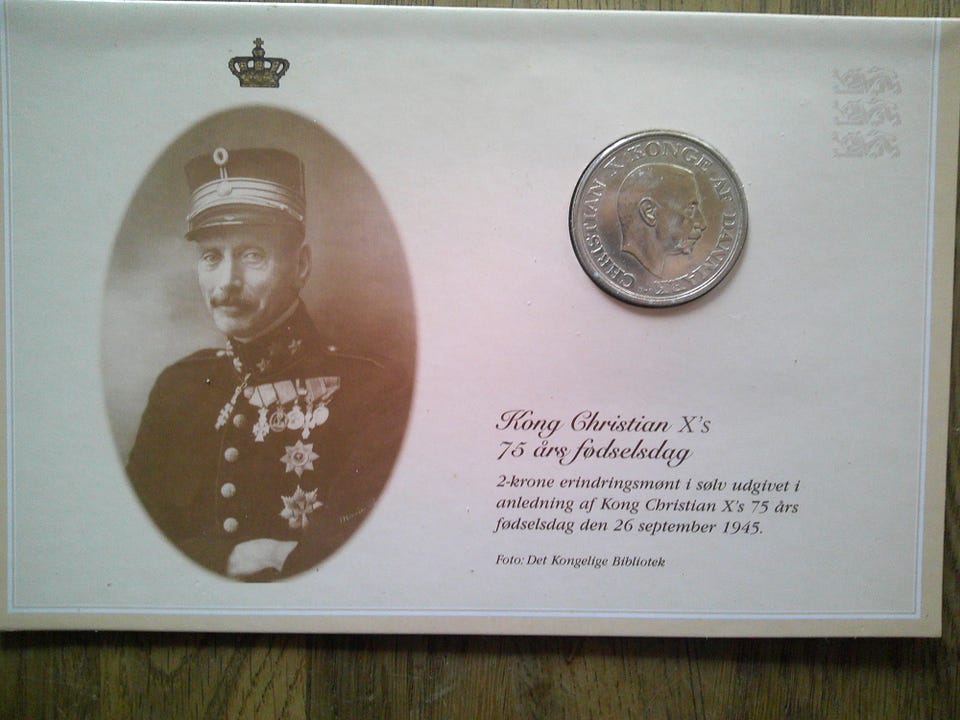 CHRISTIAN X KONGE AF DANMARK
Kong Christian X's
75 års fødselsdag
2-krone erindringsmønt i sølv udgivet i
anledning af Kong Christian X's 75 års
fødselsdag den 26 september 1945.
Foto: Det Kongelige Bibliotek